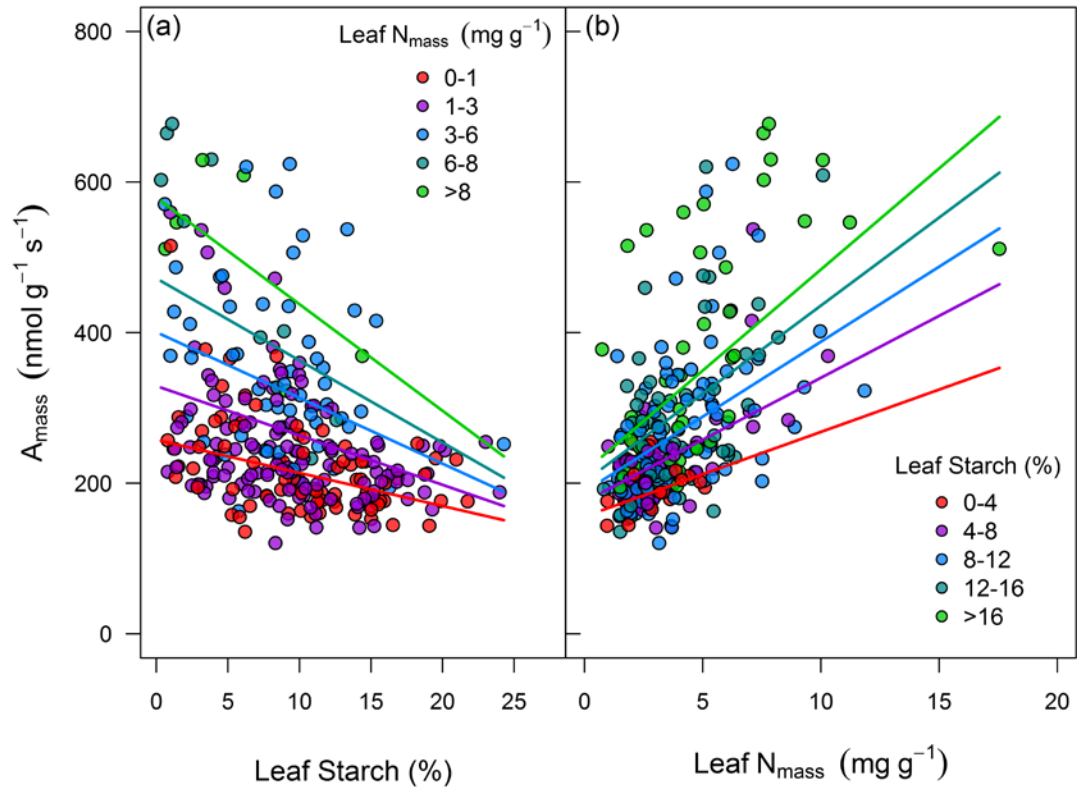 (a)
Leaf Nmass (mg g−1)
0-1
1-3
3-6
6-8
>8
(b)
Leaf Starch (%)
0-4
4-8
8-12
12-16
>16
Amass (nmol g−1 s−1)
800
600
400
200
0
0 5 10 15 20 25
0 5 10 15 20
Leaf Starch (%)
Leaf Nmass (mg g−1)